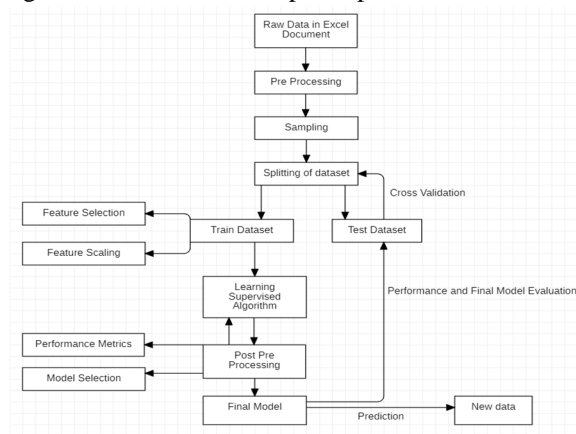 Raw Data in Excel
Document
Pre Processing
Sampling
Splitting of dataset
Cross Validation
Feature Selection
Train Dataset
Test Dataset
Feature Scaling
Learning
Supervised
Algorithm
Performance and Final Model Evaluation
Performance Metrics
Post Pre
Processing
Model Selection
Final Model
Prediction
New data